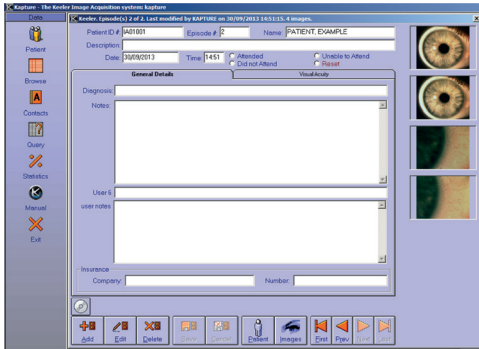 Kapture - The Keeler Image Acquisition system: kapture
Data
Keeler. Episode(s) 2 of 2. Last modified by KAPTURE on 30/09/2013 14:51:15. 4 images.
Patient ID #: IA01001 Episode #: 2 Name: PATIENT, EXAMPLE
Description:
Date: 30/09/2013 Time: 14:51 Attended Unable to Attend
Did not Attend Reset
General Details Visual Acuity
Diagnosis:
Notes:
User 6
user notes
Insurance
Company: Number:
Patient
Browse
Contacts
Query
Statistics
Manual
Exit
Add Edit Delete Save Cancel Patient Images First Prev Next Last